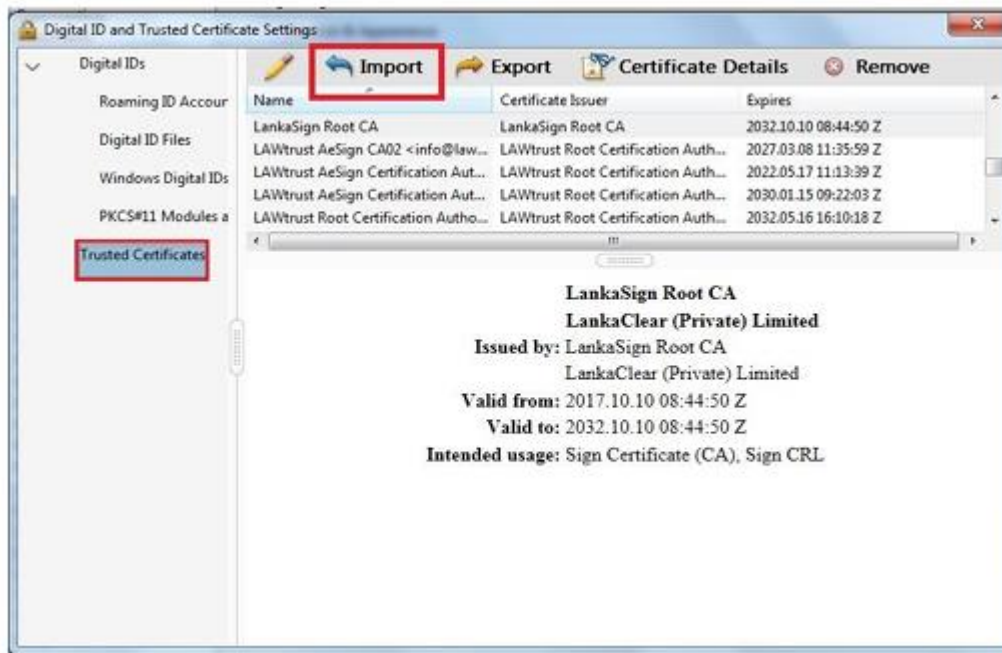 Digital ID and Trusted Certificate Settings
Digital IDs
Roaming ID Accour
Digital ID Files
Windows Digital IDs
PKCS#11 Modules a
Trusted Certificates
Import Export Certificate Details Remove
Name Certificate Issuer Expires
LankaSign Root CA LankaSign Root CA 2032.10.10 08:44:50 Z
LAWtrust AeSign CA02 <info@law... LAWtrust Root Certification Auth... 2027.03.08 11:35:59 Z
LAWtrust AeSign Certification Aut... LAWtrust Root Certification Auth... 2022.05.17 11:13:39 Z
LAWtrust AeSign Certification Aut... LAWtrust Root Certification Auth... 2030.01.15 09:22:03 Z
LAWtrust Root Certification Autho... LAWtrust Root Certification Auth... 2032.05.16 16:10:18 Z
LankaSign Root CA
LankaClear (Private) Limited
Issued by: LankaSign Root CA
LankaClear (Private) Limited
Valid from: 2017.10.10 08:44:50 Z
Valid to: 2032.10.10 08:44:50 Z
Intended usage: Sign Certificate (CA), Sign CRL